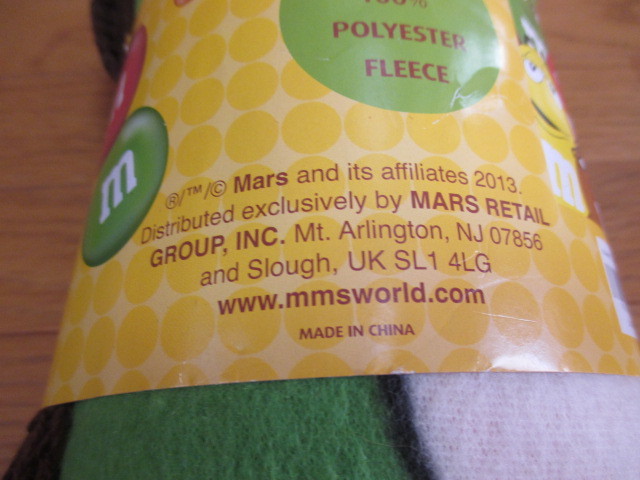 100%
POLYESTER
FLEECE
m
®/™/© Mars and its affiliates 2013.
Distributed exclusively by MARS RETAIL
GROUP, INC. Mt. Arlington, NJ 07856
and Slough, UK SL1 4LG
www.mmsworld.com
MADE IN CHINA
m